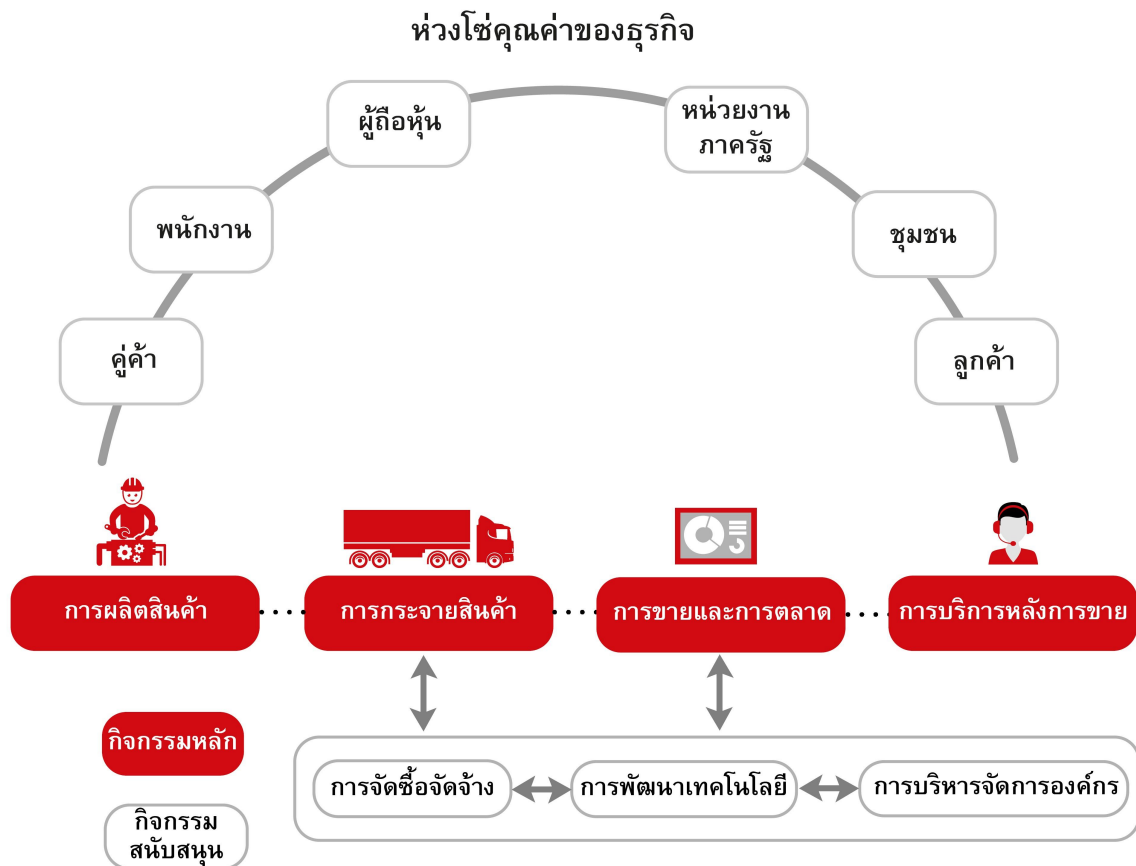 ห่วงโซ่คุณค่าของธุรกิจ
ผู้ถือหุ้น
หน่วยงาน
ภาครัฐ
พนักงาน
ชุมชน
คู่ค้า
ลูกค้า
การผลิตสินค้า
การกระจายสินค้า
การขายและการตลาด
การบริการหลังการขาย
กิจกรรมหลัก
การจัดซื้อจัดจ้าง
การพัฒนาเทคโนโลยี
การบริหารจัดการองค์กร
กิจกรรม
สนับสนุน